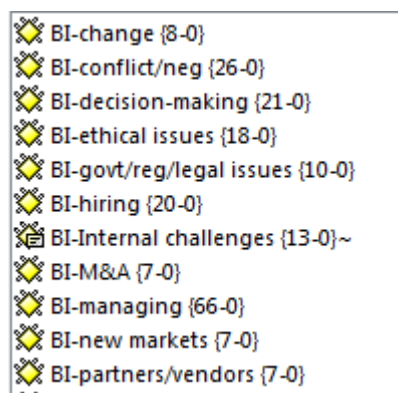 BI-change {8-0}
BI-conflict/neg {26-0}
BI-decision-making {21-0}
BI-ethical issues {18-0}
BI-govt/reg/legal issues {10-0}
BI-hiring {20-0}
BI-Internal challenges {13-0}~
BI-M&A {7-0}
BI-managing {66-0}
BI-new markets {7-0}
BI-partners/vendors {7-0}